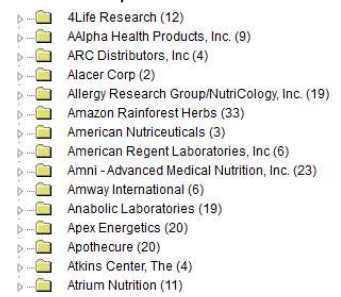 4Life Research (12)
AAlpha Health Products, Inc. (9)
ARC Distributors, Inc (4)
Alacer Corp (2)
Allergy Research Group/NutriCology, Inc. (19)
Amazon Rainforest Herbs (33)
American Nutriceuticals (3)
American Regent Laboratories, Inc (6)
Amni - Advanced Medical Nutrition, Inc. (23)
Amway International (6)
Anabolic Laboratories (19)
Apex Energetics (20)
Apothecure (20)
Atkins Center, The (4)
Atrium Nutrition (11)